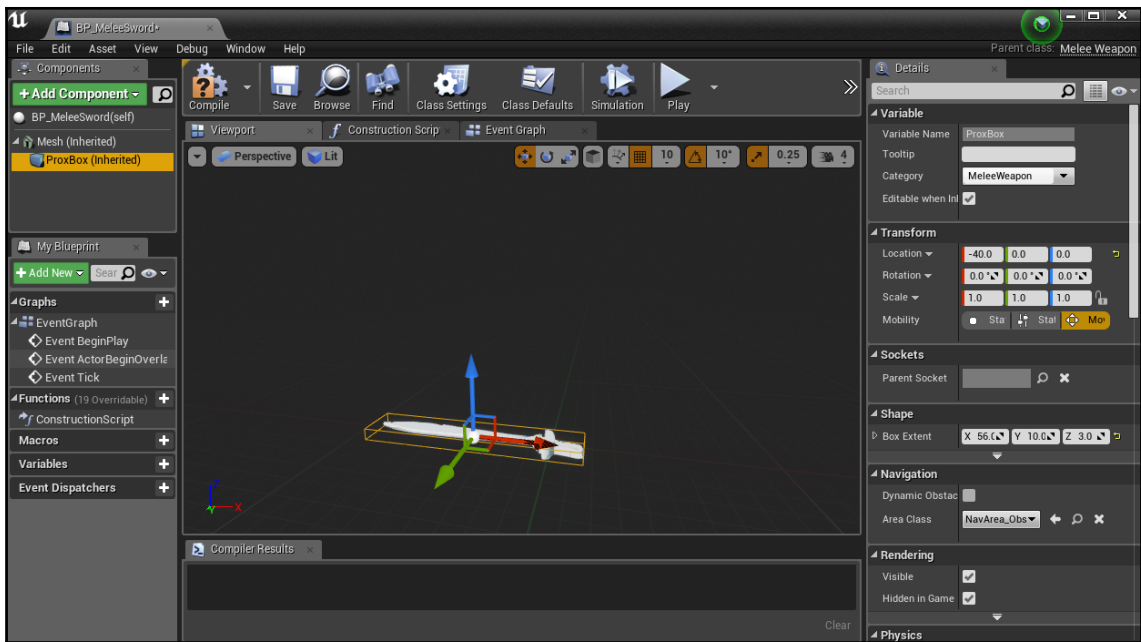 BP_MeleeSword*
File Edit Asset View Debug Window Help
Parent class: Melee Weapon
Components
+Add Component
BP_MeleeSword(self)
Mesh (Inherited)
ProxBox (Inherited)
My Blueprint
+Add New Sear
Graphs
EventGraph
Event BeginPlay
Event ActorBeginOverla
Event Tick
Functions (19 Overridable)
ConstructionScript
Macros
Variables
Event Dispatchers
Compile Save Browse Find Class Settings Class Defaults Simulation Play
Viewport Construction Scrip Event Graph
Perspective Lit 10 10° 0.25 4
Z
X
Y
Compiler Results
Clear
Details
Search
Variable
Variable Name ProxBox
Tooltip
Category MeleeWeapon
Editable when Inl
Transform
Location -40.0 0.0 0.0
Rotation 0.0 ° 0.0 ° 0.0 °
Scale 1.0 1.0 1.0
Mobility Sta Stat Mov
Sockets
Parent Socket
Shape
Box Extent X 56.( Y 10.0 Z 3.0
Navigation
Dynamic Obstac
Area Class NavArea_Obs
Rendering
Visible
Hidden in Game
Physics